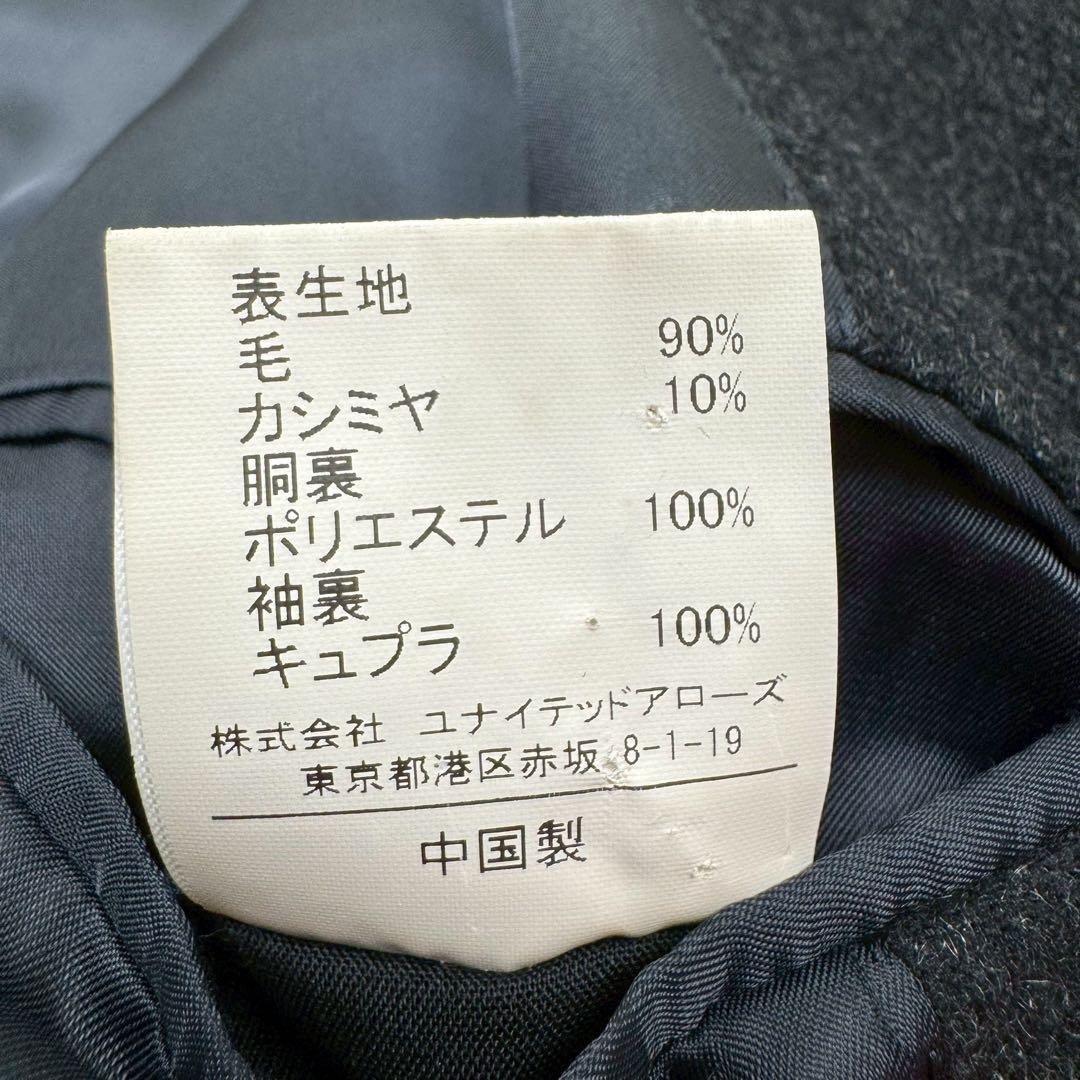 表生地
毛 90%
カシミヤ 10%
胴裏
ポリエステル 100%
袖裏
キュプラ 100%
株式会社 ユナイテッドアローズ
東京都港区赤坂 8-1-19
中国製